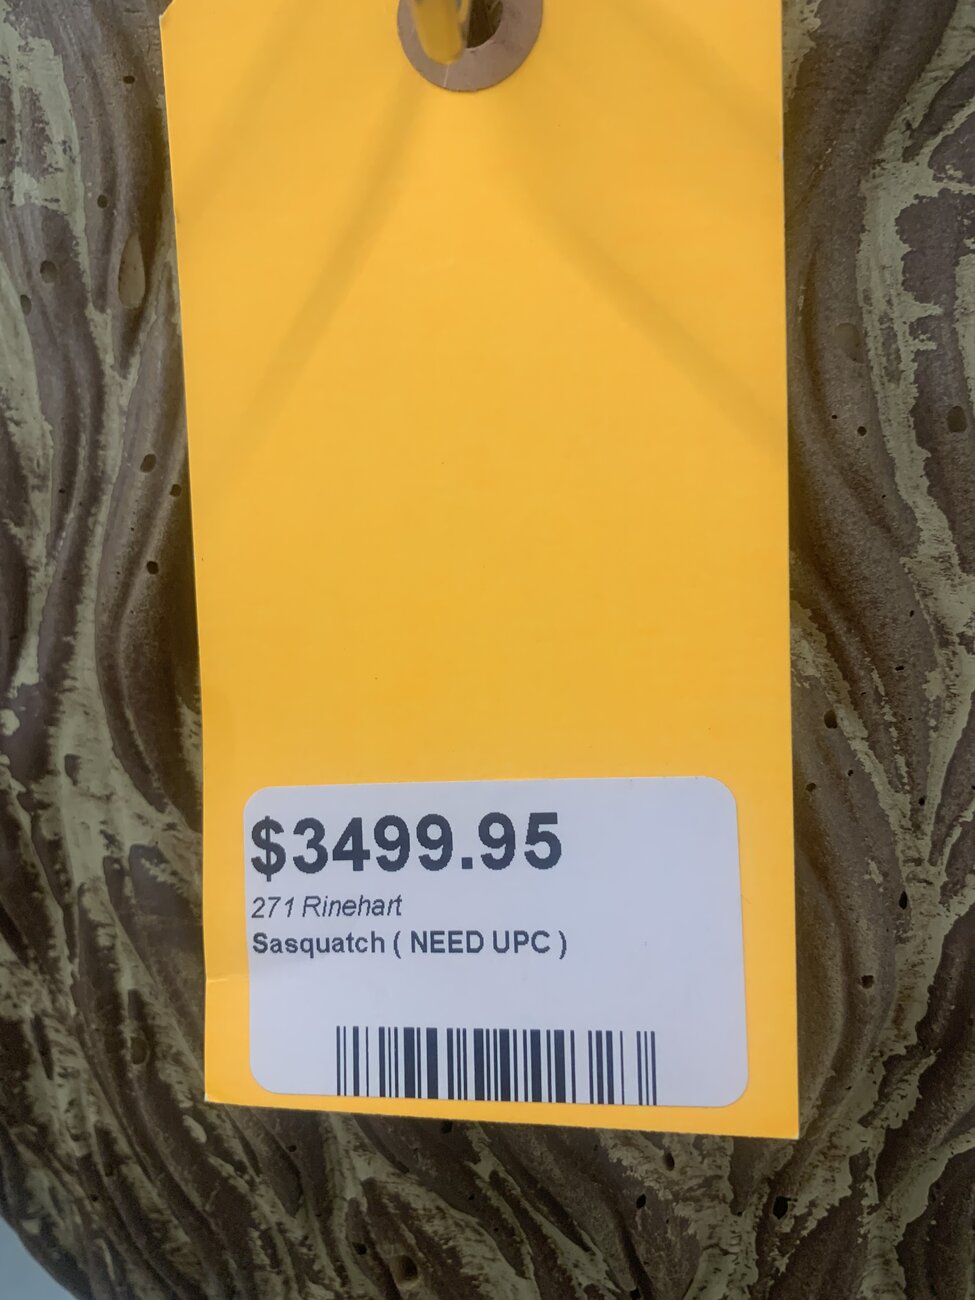 $3499.95
271 Rinehart
Sasquatch ( NEED UPC )